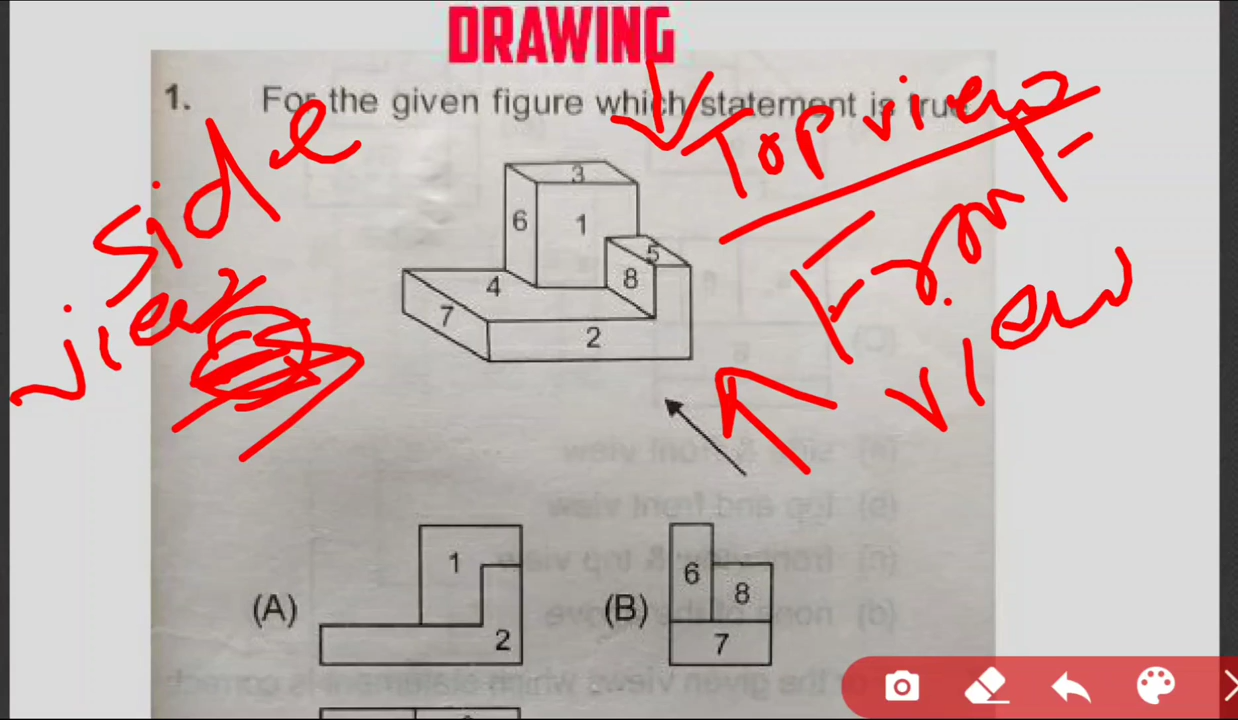 DRAWING
1. For the given figure which statement is true
Top view
Side
view
Front
view
3
6
1
5
4
8
7
2
(A)
1
2
(B)
6
8
7